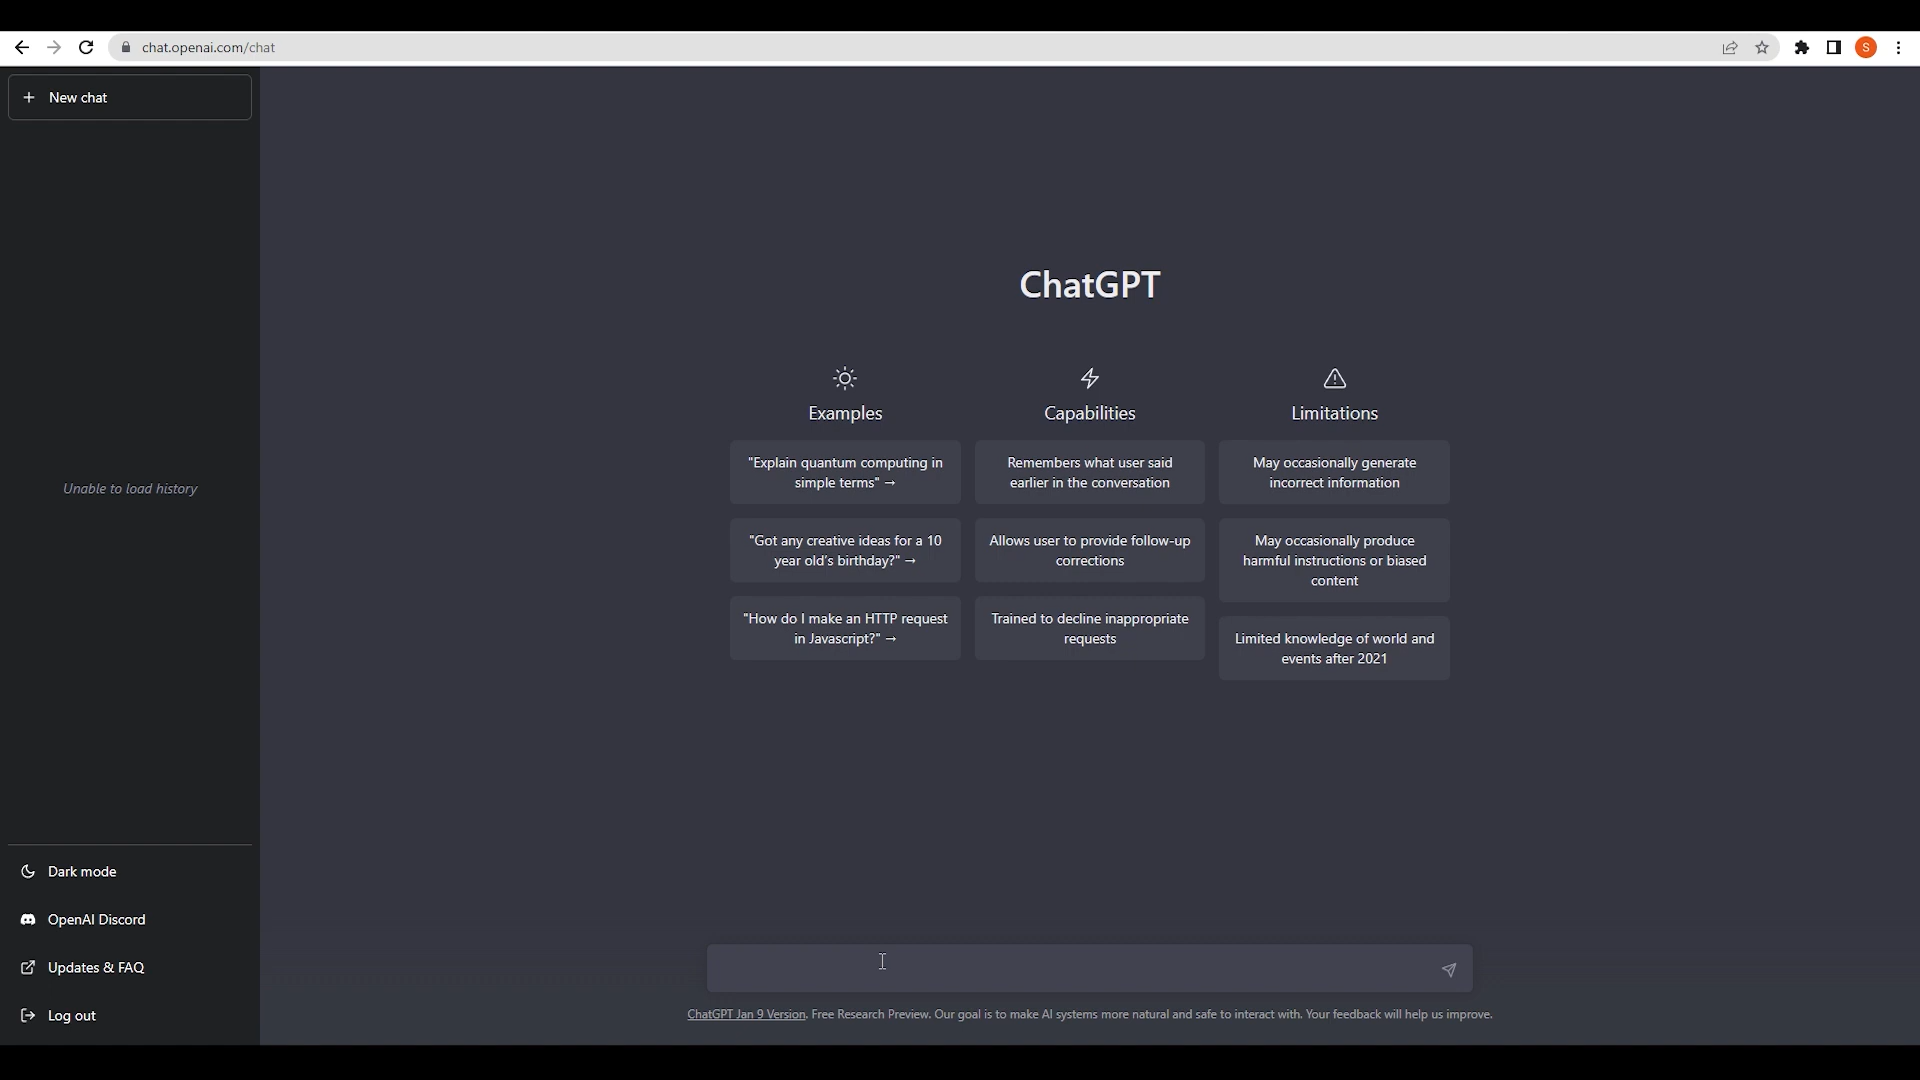 chat.openai.com/chat
S
New chat
Unable to load history
Dark mode
OpenAI Discord
Updates & FAQ
Log out
ChatGPT
Examples
"Explain quantum computing in
simple terms" →
"Got any creative ideas for a 10
year old's birthday?" →
"How do I make an HTTP request
in Javascript?" →
Capabilities
Remembers what user said
earlier in the conversation
Allows user to provide follow-up
corrections
Trained to decline inappropriate
requests
Limitations
May occasionally generate
incorrect information
May occasionally produce
harmful instructions or biased
content
Limited knowledge of world and
events after 2021
ChatGPT Jan 9 Version. Free Research Preview. Our goal is to make AI systems more natural and safe to interact with. Your feedback will help us improve.